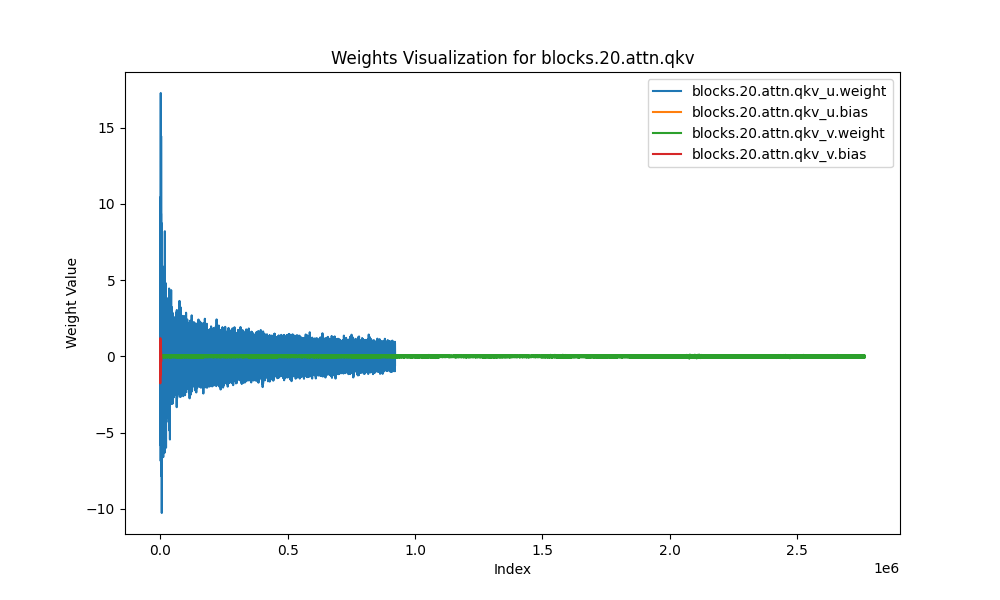 Weights Visualization for blocks.20.attn.qkv
blocks.20.attn.qkv_u.weight
blocks.20.attn.qkv_u.bias
blocks.20.attn.qkv_v.weight
blocks.20.attn.qkv_v.bias
Weight Value
15
10
5
0
−5
−10
0.0 0.5 1.0 1.5 2.0 2.5
1e6
Index